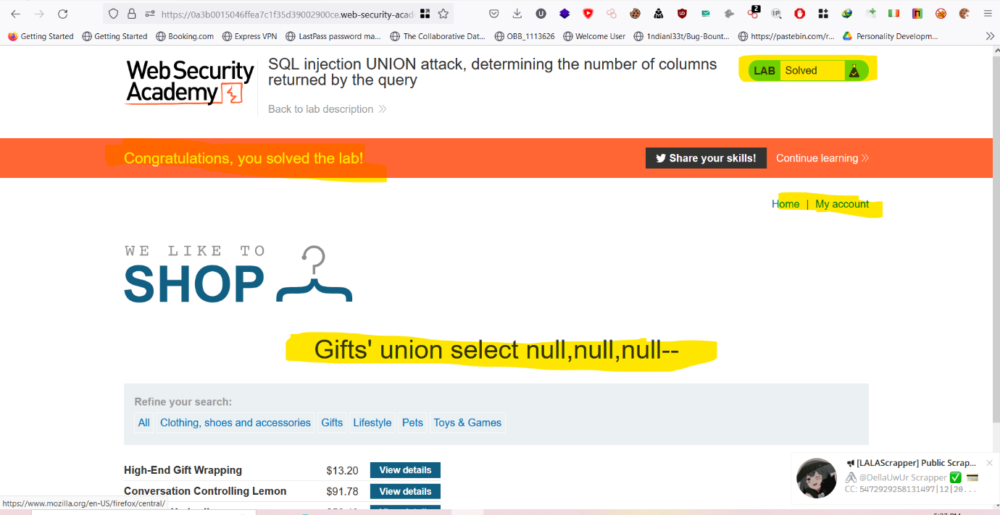 https://0a3b0015046ffea7c1f35d39002900ce.web-security-acad
2
Getting Started
Getting Started
Booking.com
Express VPN
LastPass password ma...
The Collaborative Dat...
OBB_1113626
Welcome User
1ndianl33t/Bug-Bount...
https://pastebin.com/r...
Personality Developm...
Web Security
Academy
SQL injection UNION attack, determining the number of columns
returned by the query
LAB Solved
Back to lab description
Congratulations, you solved the lab!
Share your skills!
Continue learning
Home | My account
WE LIKE TO
SHOP
Gifts' union select null,null,null--
Refine your search:
All Clothing, shoes and accessories Gifts Lifestyle Pets Toys & Games
High-End Gift Wrapping $13.20 View details
Conversation Controlling Lemon $91.78 View details
[LALAScrapper] Public Scrap...
@DellaUwUr Scrapper
CC: [payment card details omitted]
https://www.mozilla.org/en-US/firefox/central/